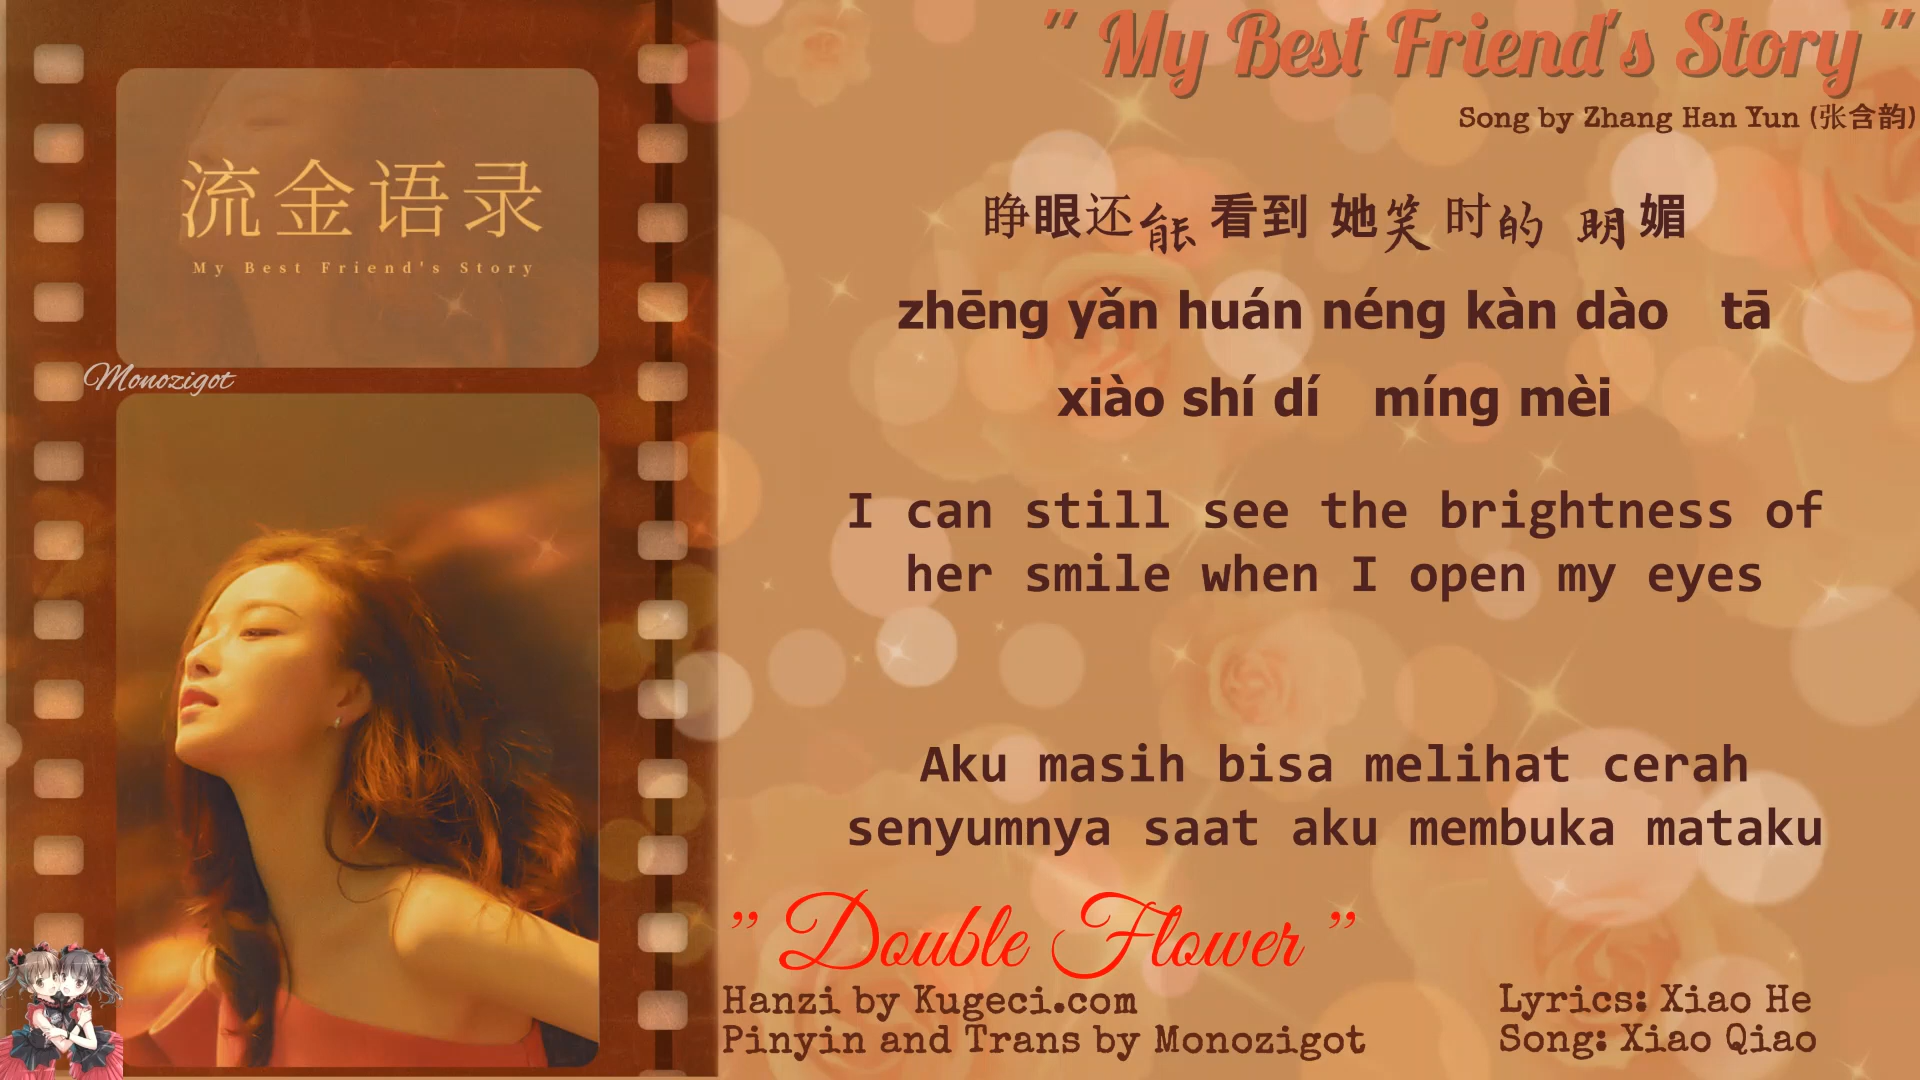 " My Best Friend's Story "
Song by Zhang Han Yun (张含韵)
流金语录
My Best Friend's Story
Monozigot
睁眼还能看到 她笑时的 明媚
zhēng yǎn huán néng kàn dào tā
xiào shí dí míng mèi
I can still see the brightness of
her smile when I open my eyes
Aku masih bisa melihat cerah
senyumnya saat aku membuka mataku
" Double Flower "
Hanzi by Kugeci.com
Pinyin and Trans by Monozigot
Lyrics: Xiao He
Song: Xiao Qiao